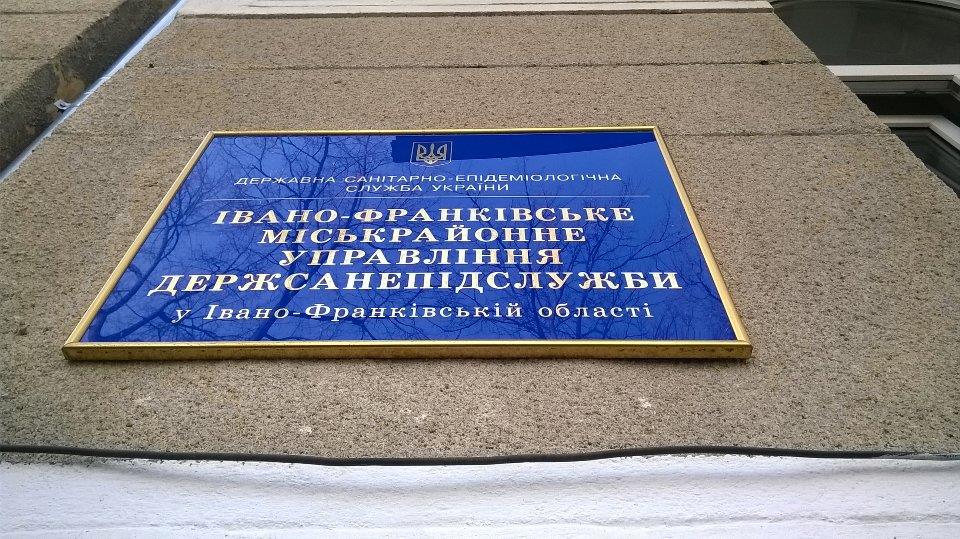 ДЕРЖАВНА САНІТАРНО-ЕПІДЕМІОЛОГІЧНА
СЛУЖБА УКРАЇНИ
ІВАНО-ФРАНКІВСЬКЕ
МІСЬКРАЙОННЕ
УПРАВЛІННЯ
ДЕРЖСАНЕПІДСЛУЖБИ
у Івано-Франківській області